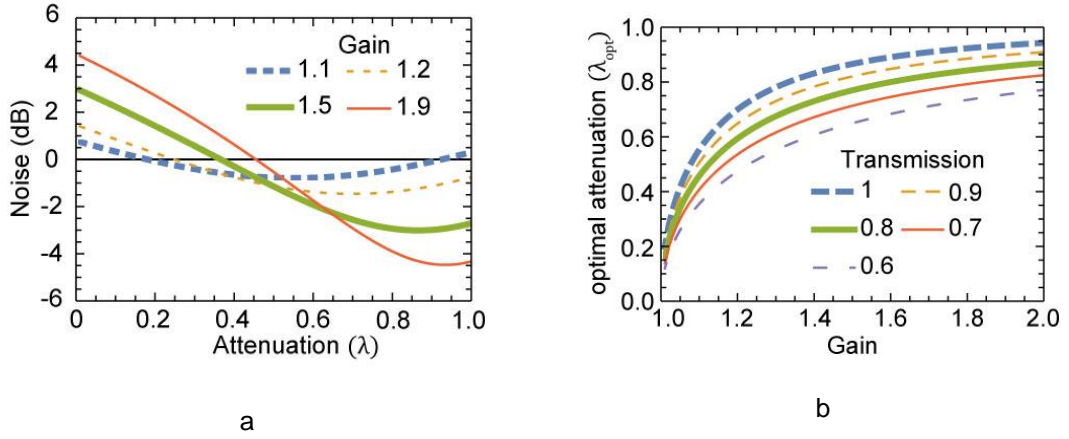 6
4
2
0
-2
-4
-6
Noise (dB)
Gain
1.1 1.2
1.5 1.9
0 0.2 0.4 0.6 0.8 1.0
Attenuation (λ)
a
1.0
0.8
0.6
0.4
0.2
0.0
optimal attenuation (λopt)
Transmission
1 0.9
0.8 0.7
0.6
1.0 1.2 1.4 1.6 1.8 2.0
Gain
b